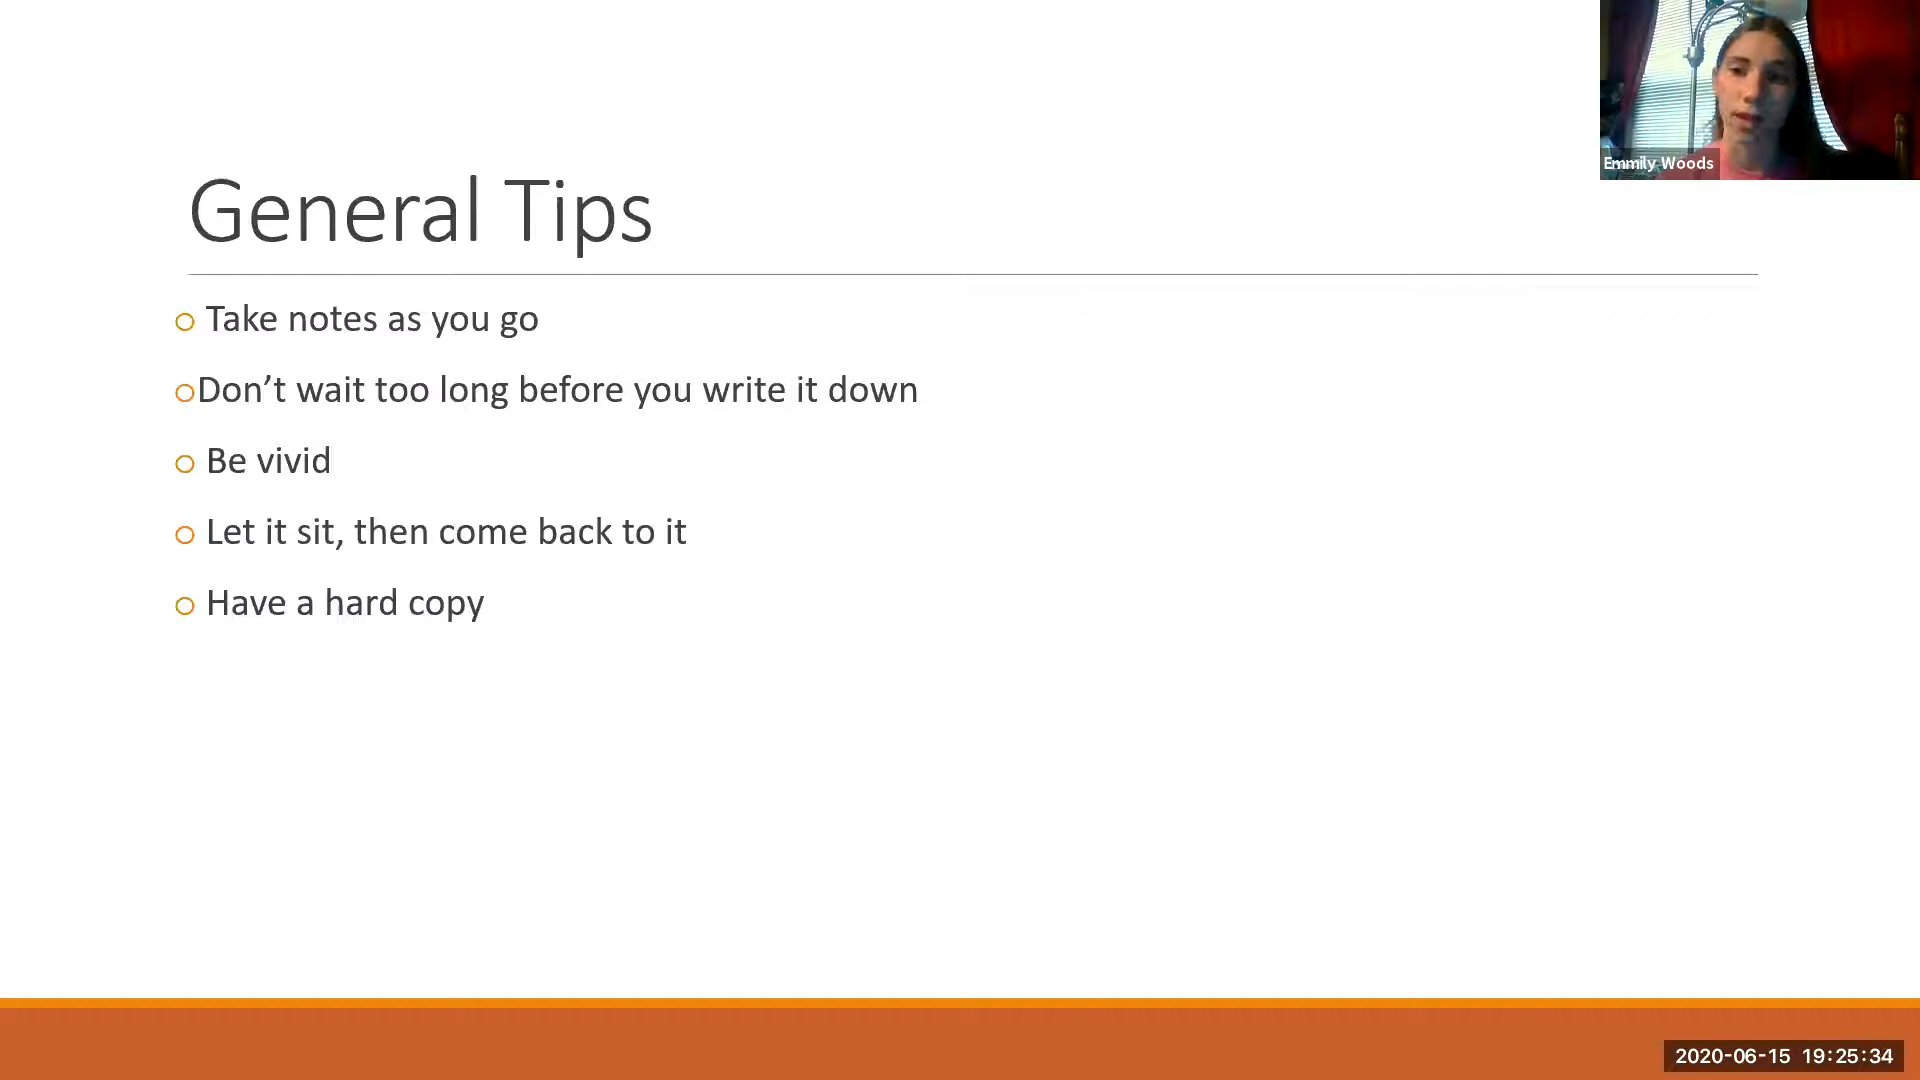 Emmily Woods
General Tips
Take notes as you go
Don’t wait too long before you write it down
Be vivid
Let it sit, then come back to it
Have a hard copy
2020-06-15 19:25:34